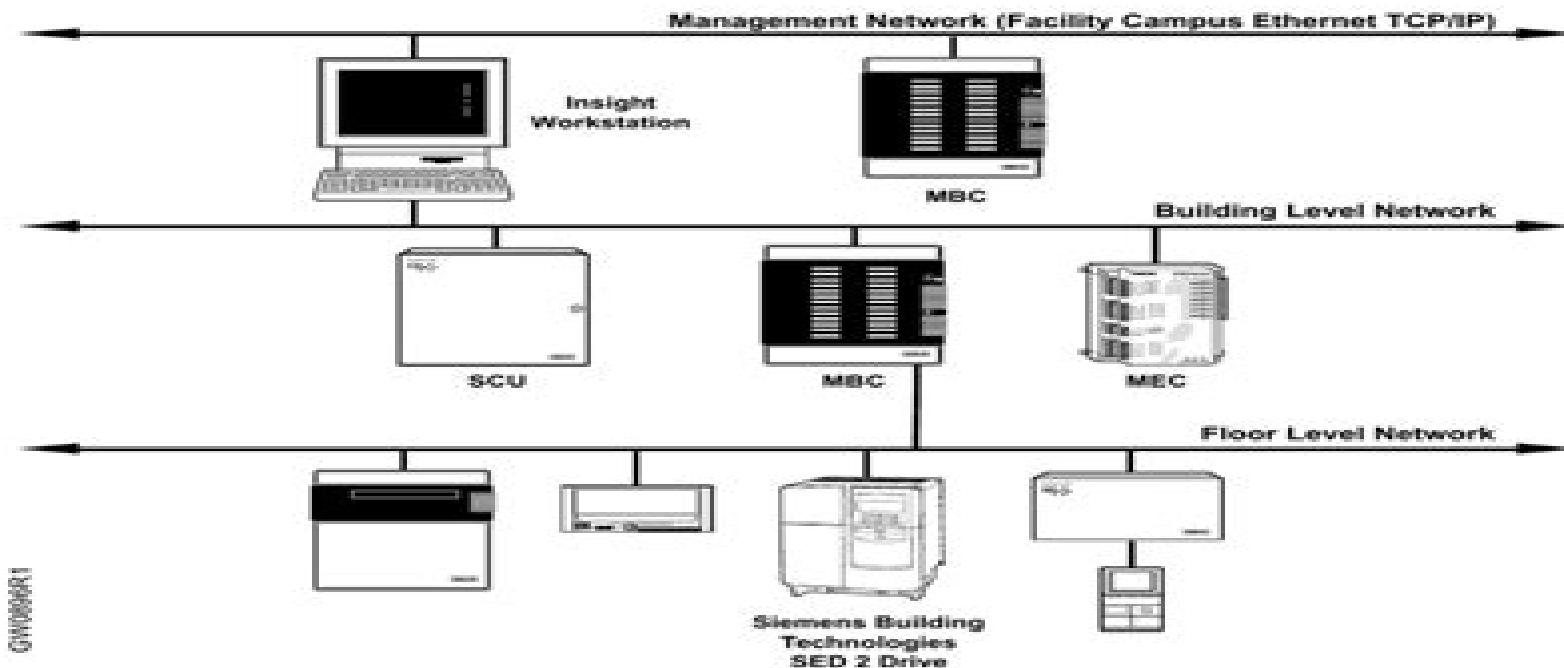 Management Network (Facility Campus Ethernet TCP/IP)
Insight
Workstation
MBC
Building Level Network
SCU
MBC
MEC
Floor Level Network
Siemens Building
Technologies
SED 2 Drive
GW0896R1